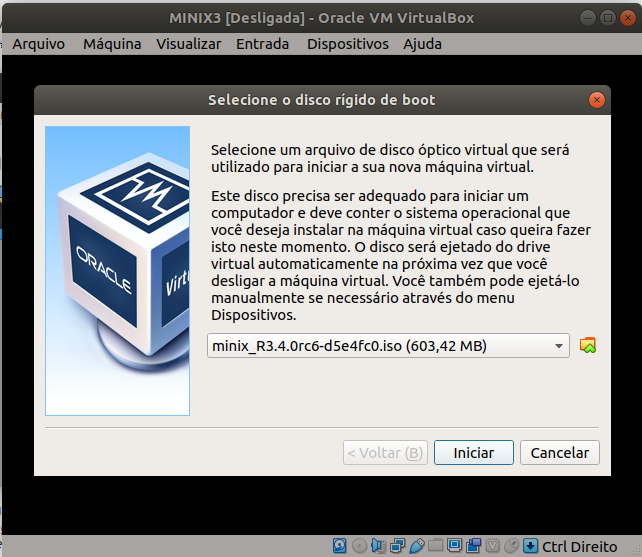 MINIX3 [Desligada] - Oracle VM VirtualBox
Arquivo Máquina Visualizar Entrada Dispositivos Ajuda
Selecione o disco rígido de boot
Selecione um arquivo de disco óptico virtual que será
utilizado para iniciar a sua nova máquina virtual.
Este disco precisa ser adequado para iniciar um
computador e deve conter o sistema operacional que
você deseja instalar na máquina virtual caso queira fazer
isto neste momento. O disco será ejetado do drive
virtual automaticamente na próxima vez que você
desligar a máquina virtual. Você também pode ejetá-lo
manualmente se necessário através do menu
Dispositivos.
ORACLE
Virt
minix_R3.4.0rc6-d5e4fc0.iso (603,42 MB)
< Voltar (B) Iniciar Cancelar
Ctrl Direito